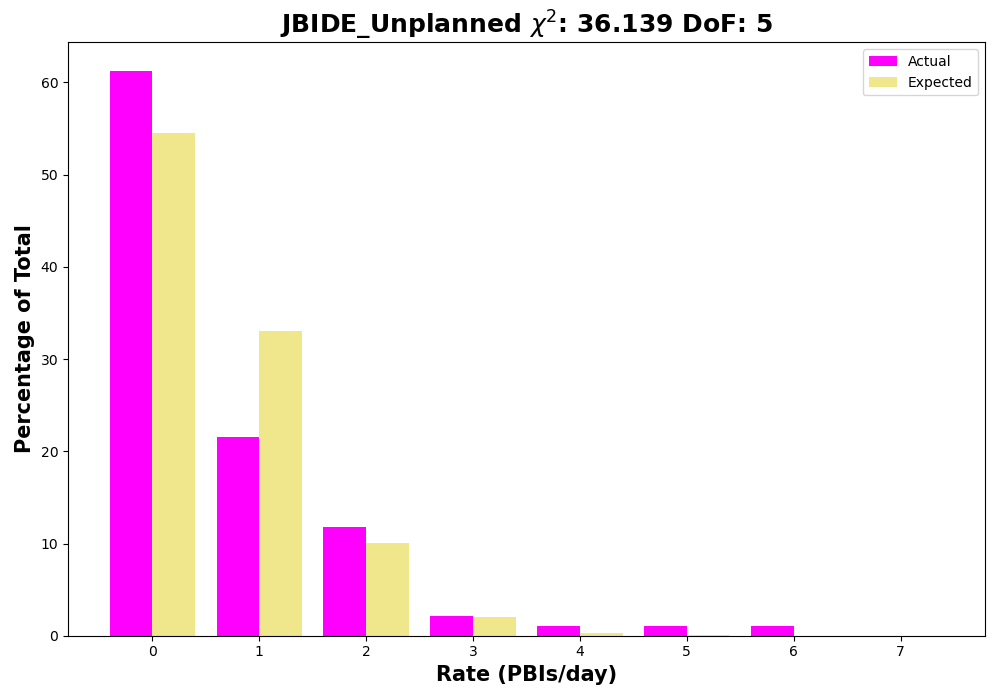 JBIDE_Unplanned χ²: 36.139 DoF: 5
Actual
Expected
Percentage of Total
60
50
40
30
20
10
0
0 1 2 3 4 5 6 7
Rate (PBIs/day)